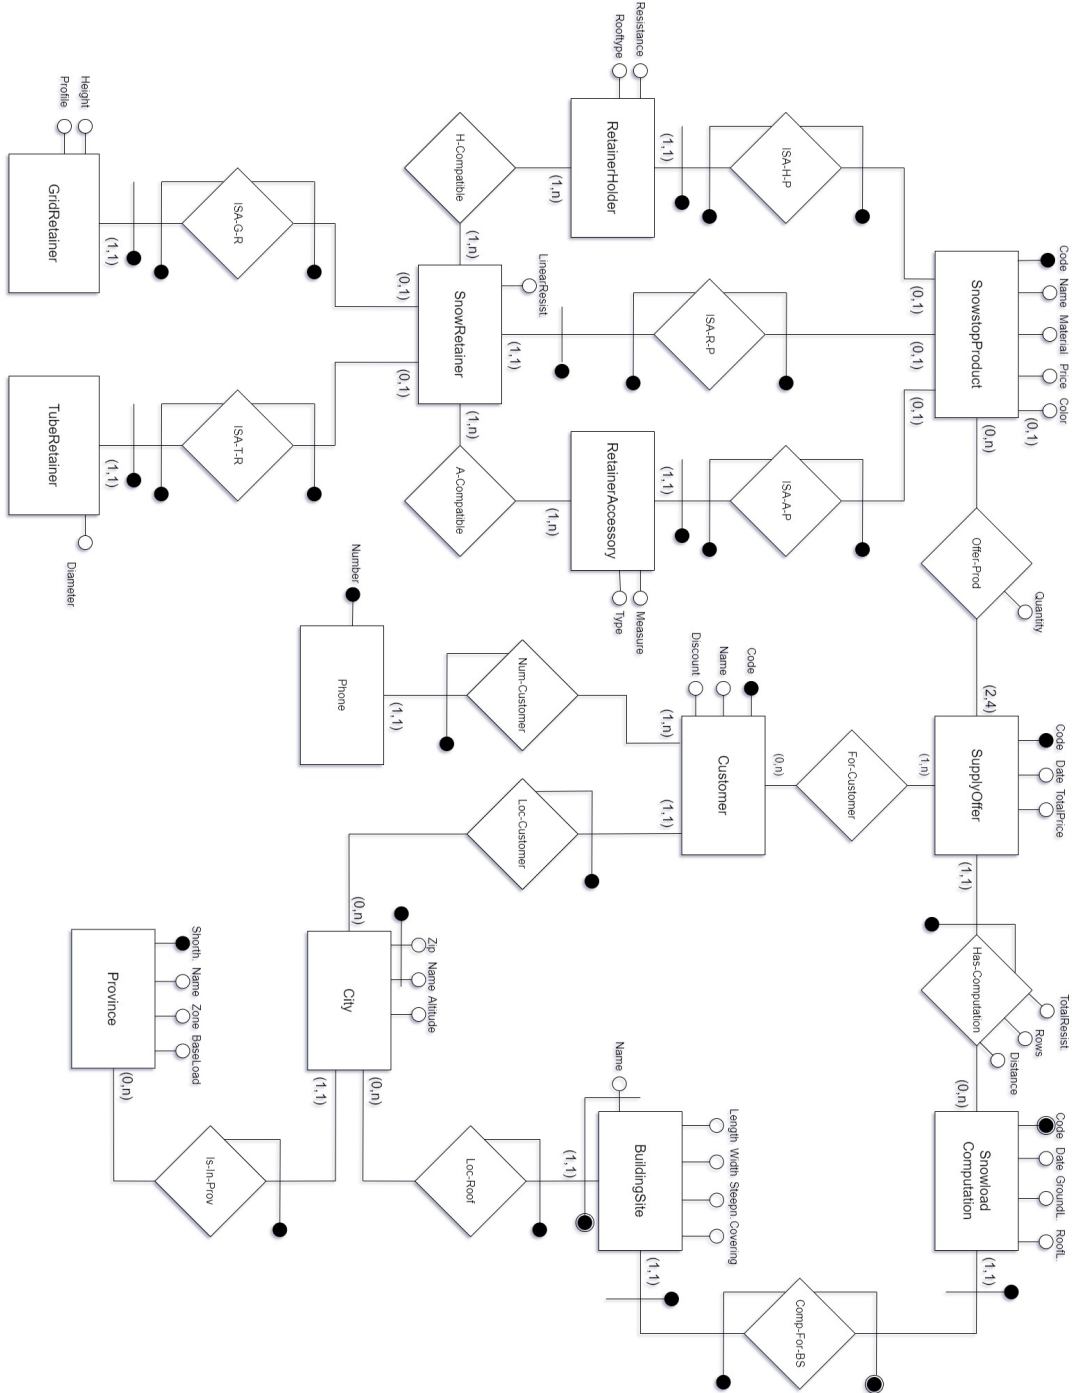 Code
Name
Material
Price
Color
(0,1)
SnowstopProduct
(0,1)
(0,1)
(0,1)
(0,n)
Offer-Prod
Quantity
(2,4)
Code
Date
TotalPrice
SupplyOffer
(1,1)
(1,n)
Has-Computation
TotalResist.
Rows
Distance
(0,n)
Code
Date
GroundL.
RoofL.
Snowload
Computation
(1,1)
ISA-H-P
ISA-R-P
ISA-A-P
For-Customer
Comp-For-BS
Resistance
Rooftype
RetainerHolder
(1,1)
(1,n)
RetainerAccessory
(1,1)
(1,n)
Measure
Type
Code
Name
Discount
Customer
(0,n)
(1,n)
(1,1)
Name
Length
Width
Steepn.
Covering
BuildingSite
(1,1)
(1,1)
H-Compatible
(1,n)
LinearResist.
SnowRetainer
(1,1)
(0,1)
(0,1)
(1,n)
A-Compatible
Num-Customer
Loc-Customer
Loc-Roof
Number
Phone
(1,1)
(0,n)
Zip
Name
Altitude
City
(1,1)
(0,n)
ISA-G-R
ISA-T-R
Is-In-Prov
Height
Profile
GridRetainer
(1,1)
TubeRetainer
(1,1)
Diameter
Shorth.
Name
Zone
BaseLoad
Province
(0,n)